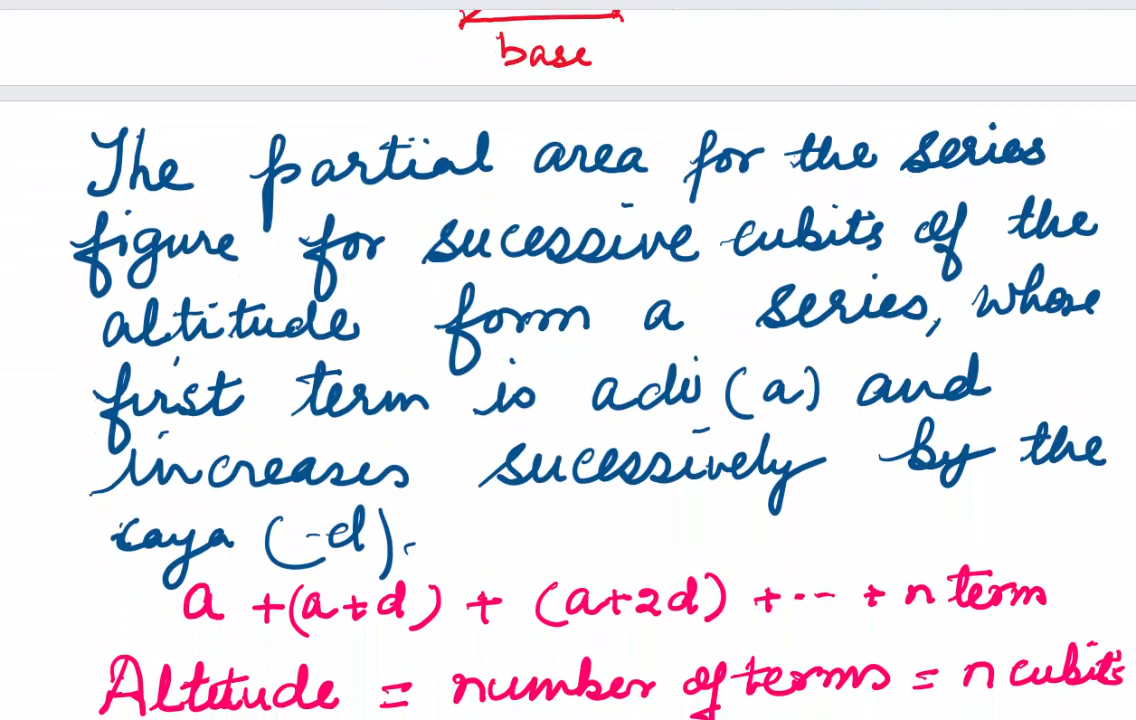 base
The partial area for the series
figure for sucessive cubits of the
altitude form a series, whose
first term is adi (a) and
increases sucessively by the
caya (-d).
a +(a+d) + (a+2d) +--- + n term
Altitude = number of terms = n cubits